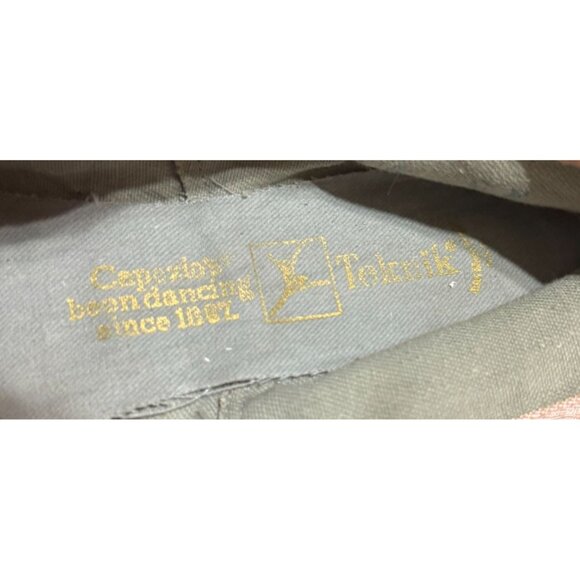 Capezio's
been dancing
since 1887.
Teknik